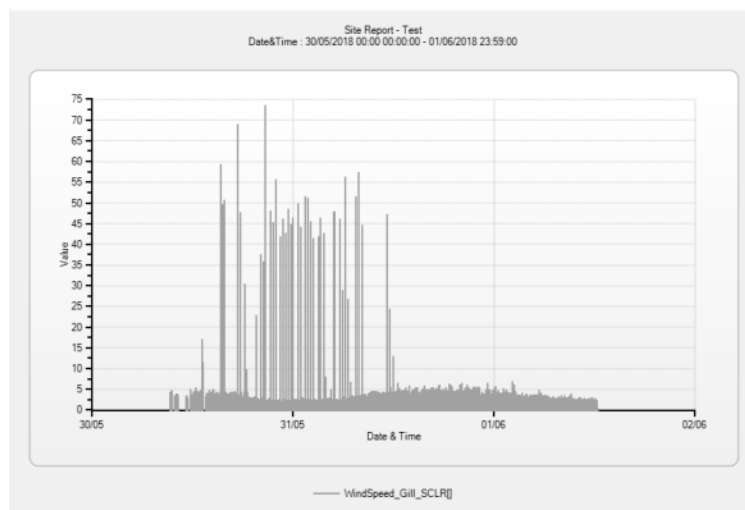 Site Report - Test
Date&Time : 30/05/2018 00:00 00:00:00 - 01/06/2018 23:59:00
75
70
65
60
55
50
45
40
35
30
25
20
15
10
5
0
Value
30/05 31/05 01/06 02/06
Date & Time
WindSpeed_Gill_SCLR[]